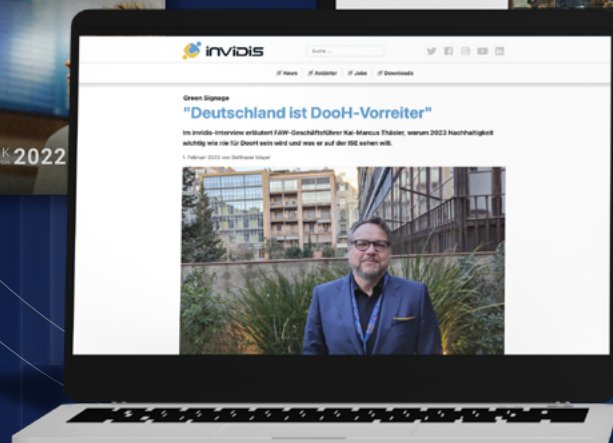 invidis
Suche ...
News
Anbieter
Jobs
Downloads
Green Signage
"Deutschland ist DooH-Vorreiter"
Im invidis-Interview erläutert FAW-Geschäftsführer Kai-Marcus Thäsler, warum 2023 Nachhaltigkeit
wichtig wie nie für DooH sein wird und was er auf der ISE sehen will.
1. Februar 2023 von Balthasar Mayer
2022